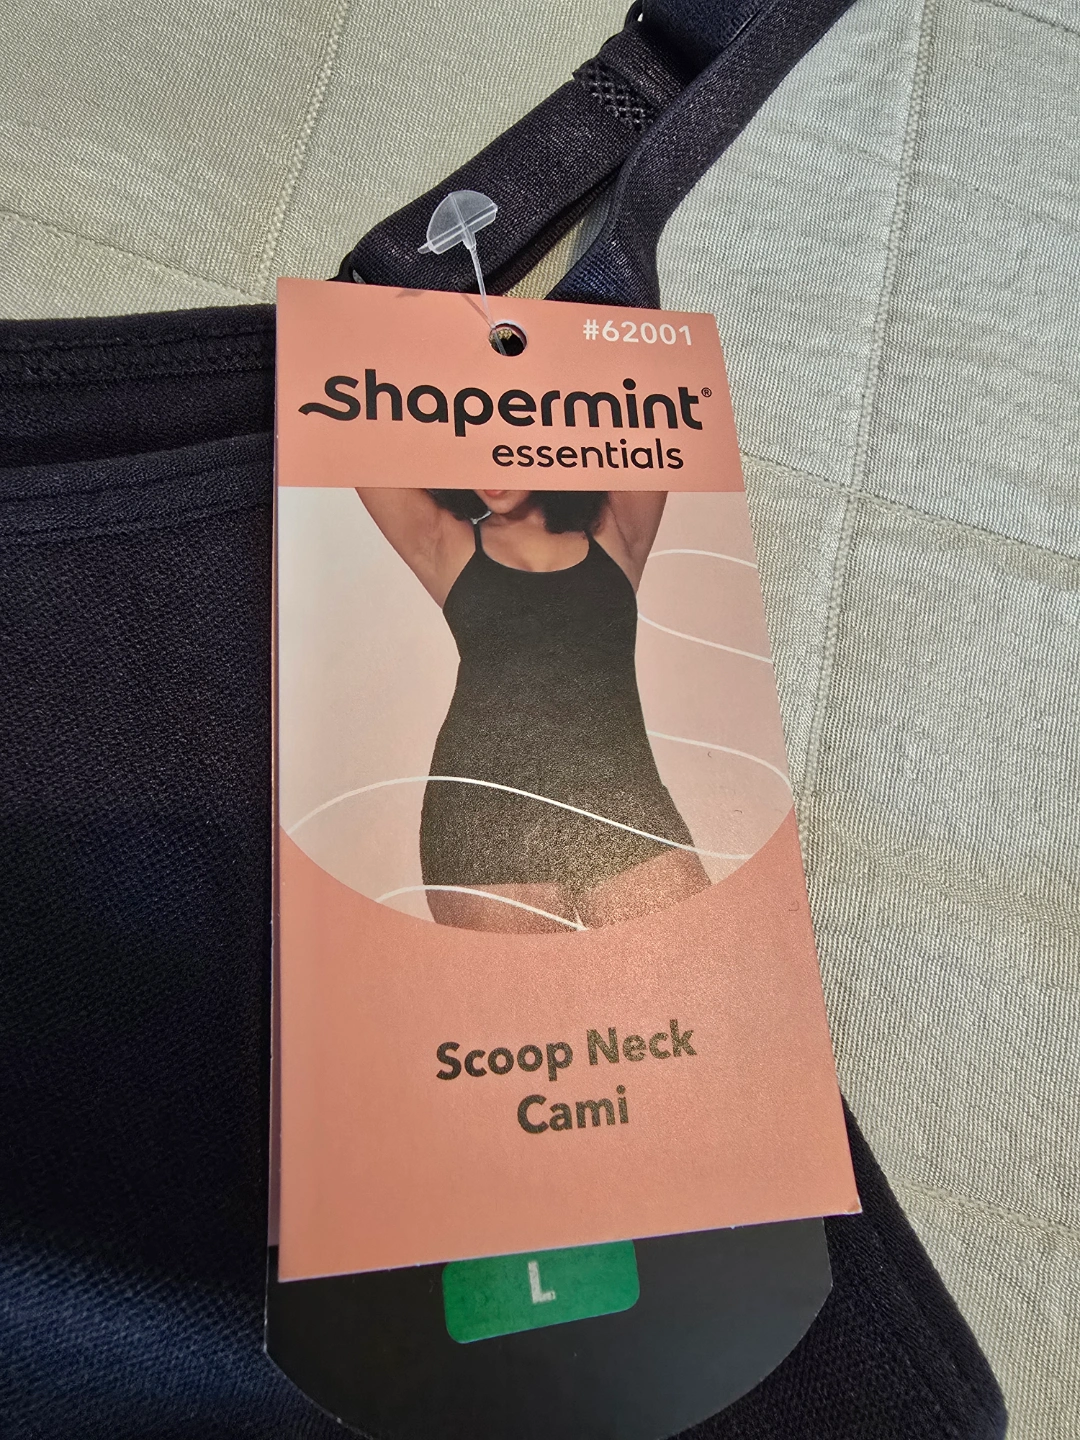 #62001
Shapermint®
essentials
Scoop Neck
Cami
L